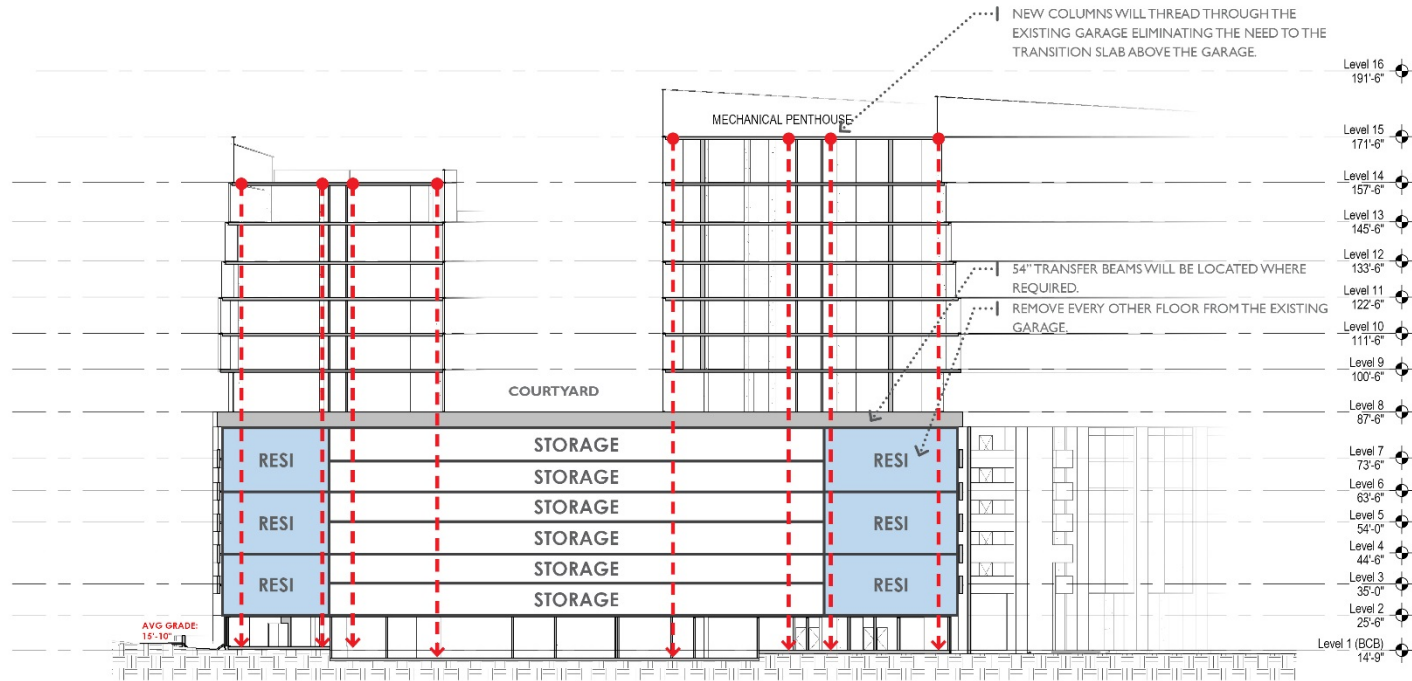 NEW COLUMNS WILL THREAD THROUGH THE
EXISTING GARAGE ELIMINATING THE NEED TO THE
TRANSITION SLAB ABOVE THE GARAGE.
Level 16
191'-6"
MECHANICAL PENTHOUSE
Level 15
171'-6"
Level 14
157'-6"
Level 13
145'-6"
Level 12
133'-6"
54" TRANSFER BEAMS WILL BE LOCATED WHERE
REQUIRED.
Level 11
122'-6"
REMOVE EVERY OTHER FLOOR FROM THE EXISTING
GARAGE.
Level 10
111'-6"
Level 9
100'-6"
COURTYARD
Level 8
87'-6"
STORAGE
RESI
RESI
Level 7
73'-6"
STORAGE
Level 6
63'-6"
STORAGE
RESI
RESI
Level 5
54'-0"
STORAGE
Level 4
44'-6"
STORAGE
RESI
RESI
Level 3
35'-0"
STORAGE
Level 2
25'-6"
AVG GRADE:
15'-10"
Level 1 (BCB)
14'-9"